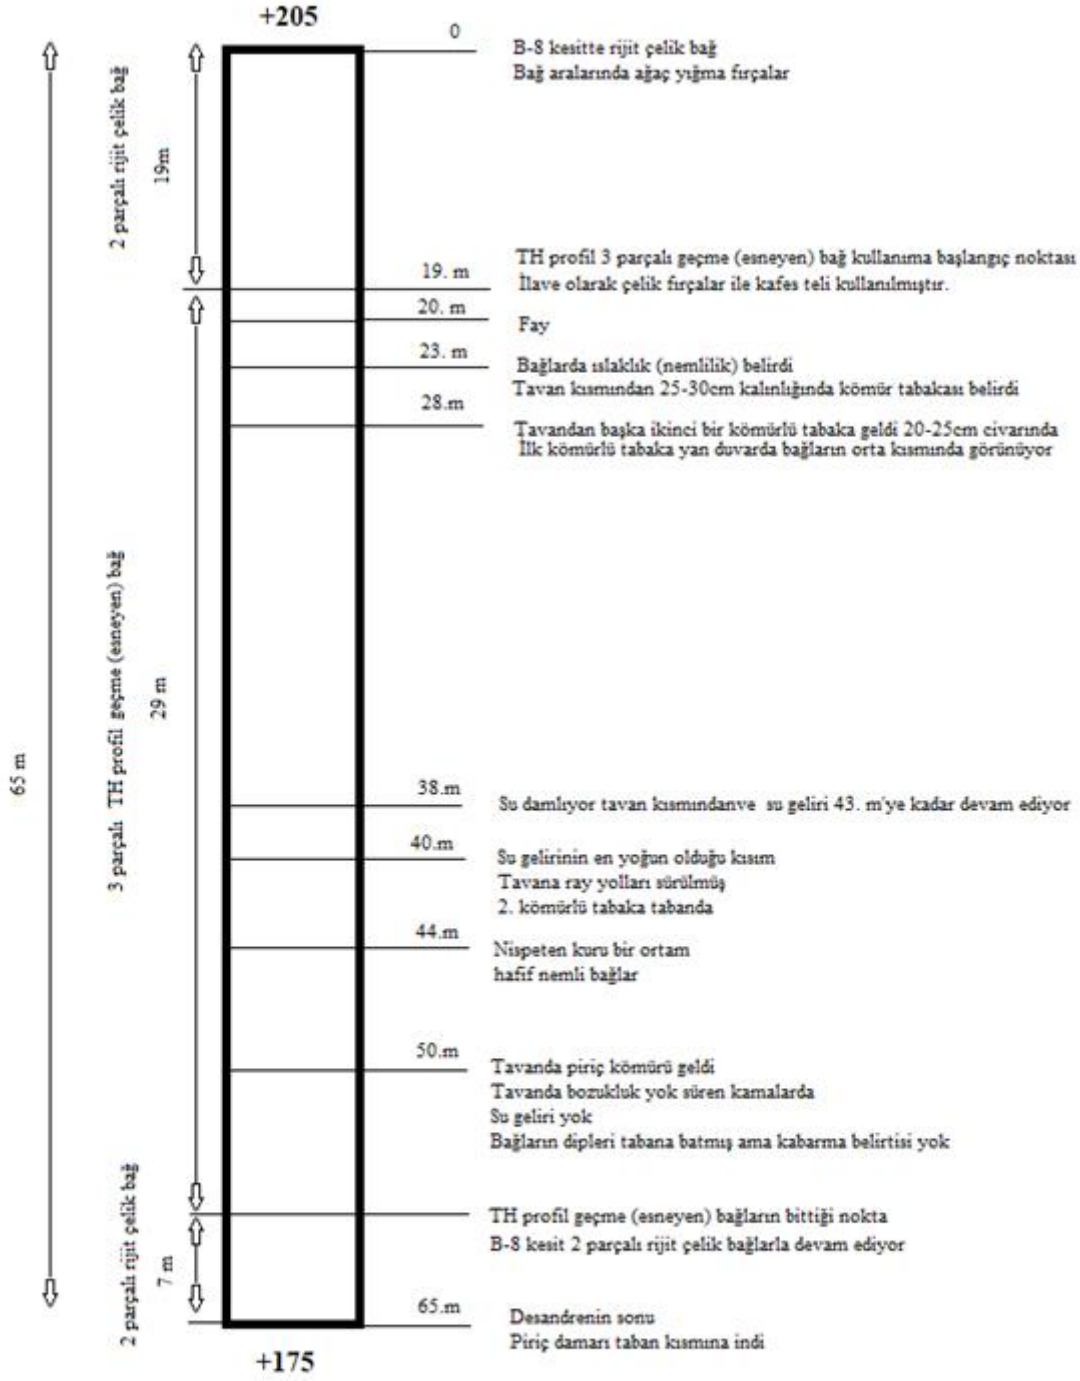 +205
0
B-8 kesitte rijit çelik bağ
Bağ aralarında ağaç yığma fırçalar
2 parçalı rijit çelik bağ
19m
19. m
TH profil 3 parçalı geçme (esneyen) bağ kullanıma başlangıç noktası
İlave olarak çelik fırçalar ile kafes teli kullanılmıştır.
20. m
Fay
23. m
Bağlarda ıslaklık (nemlilik) belirdi
Tavan kısmından 25-30cm kalınlığında kömür tabakası belirdi
28.m
Tavandan başka ikinci bir kömürlü tabaka geldi 20-25cm civarında
İlk kömürlü tabaka yan duvarda bağların orta kısmında görünüyor
3 parçalı TH profil geçme (esneyen) bağ
29 m
65 m
38.m
Su damlıyor tavan kısmındanve su geliri 43. m'ye kadar devam ediyor
40.m
Su gelirinin en yoğun olduğu kısım
Tavana ray yolları sürülmüş
2. kömürlü tabaka tabanda
44.m
Nispeten kuru bir ortam
hafif nemli bağlar
50.m
Tavanda piriç kömürü geldi
Tavanda bozukluk yok süren kamalarda
Su geliri yok
Bağların dipleri tabana batmış ama kabarma belirtisi yok
2 parçalı rijit çelik bağ
7 m
TH profil geçme (esneyen) bağların bittiği nokta
B-8 kesit 2 parçalı rijit çelik bağlarla devam ediyor
65.m
Desandrenin sonu
Piriç damarı taban kısmına indi
+175